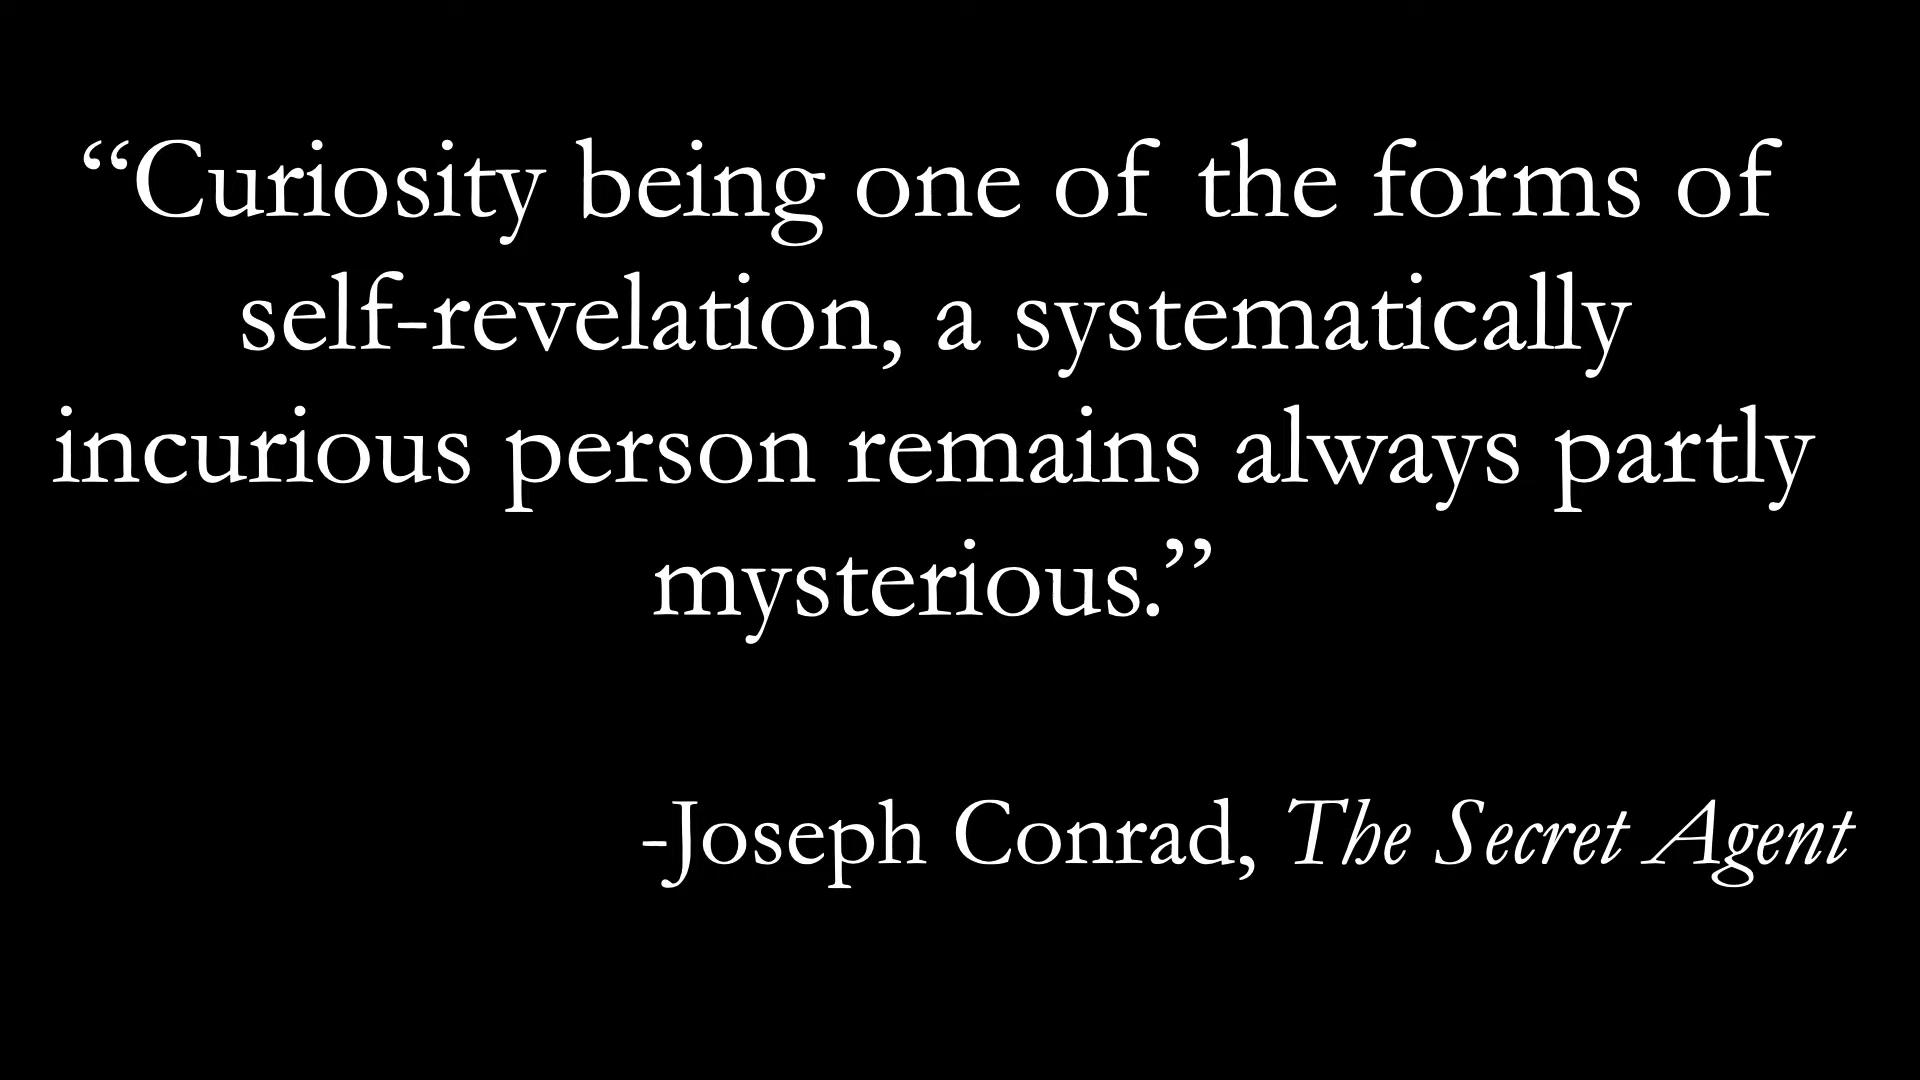 “Curiosity being one of the forms of
self-revelation, a systematically
incurious person remains always partly
mysterious.”
-Joseph Conrad, The Secret Agent